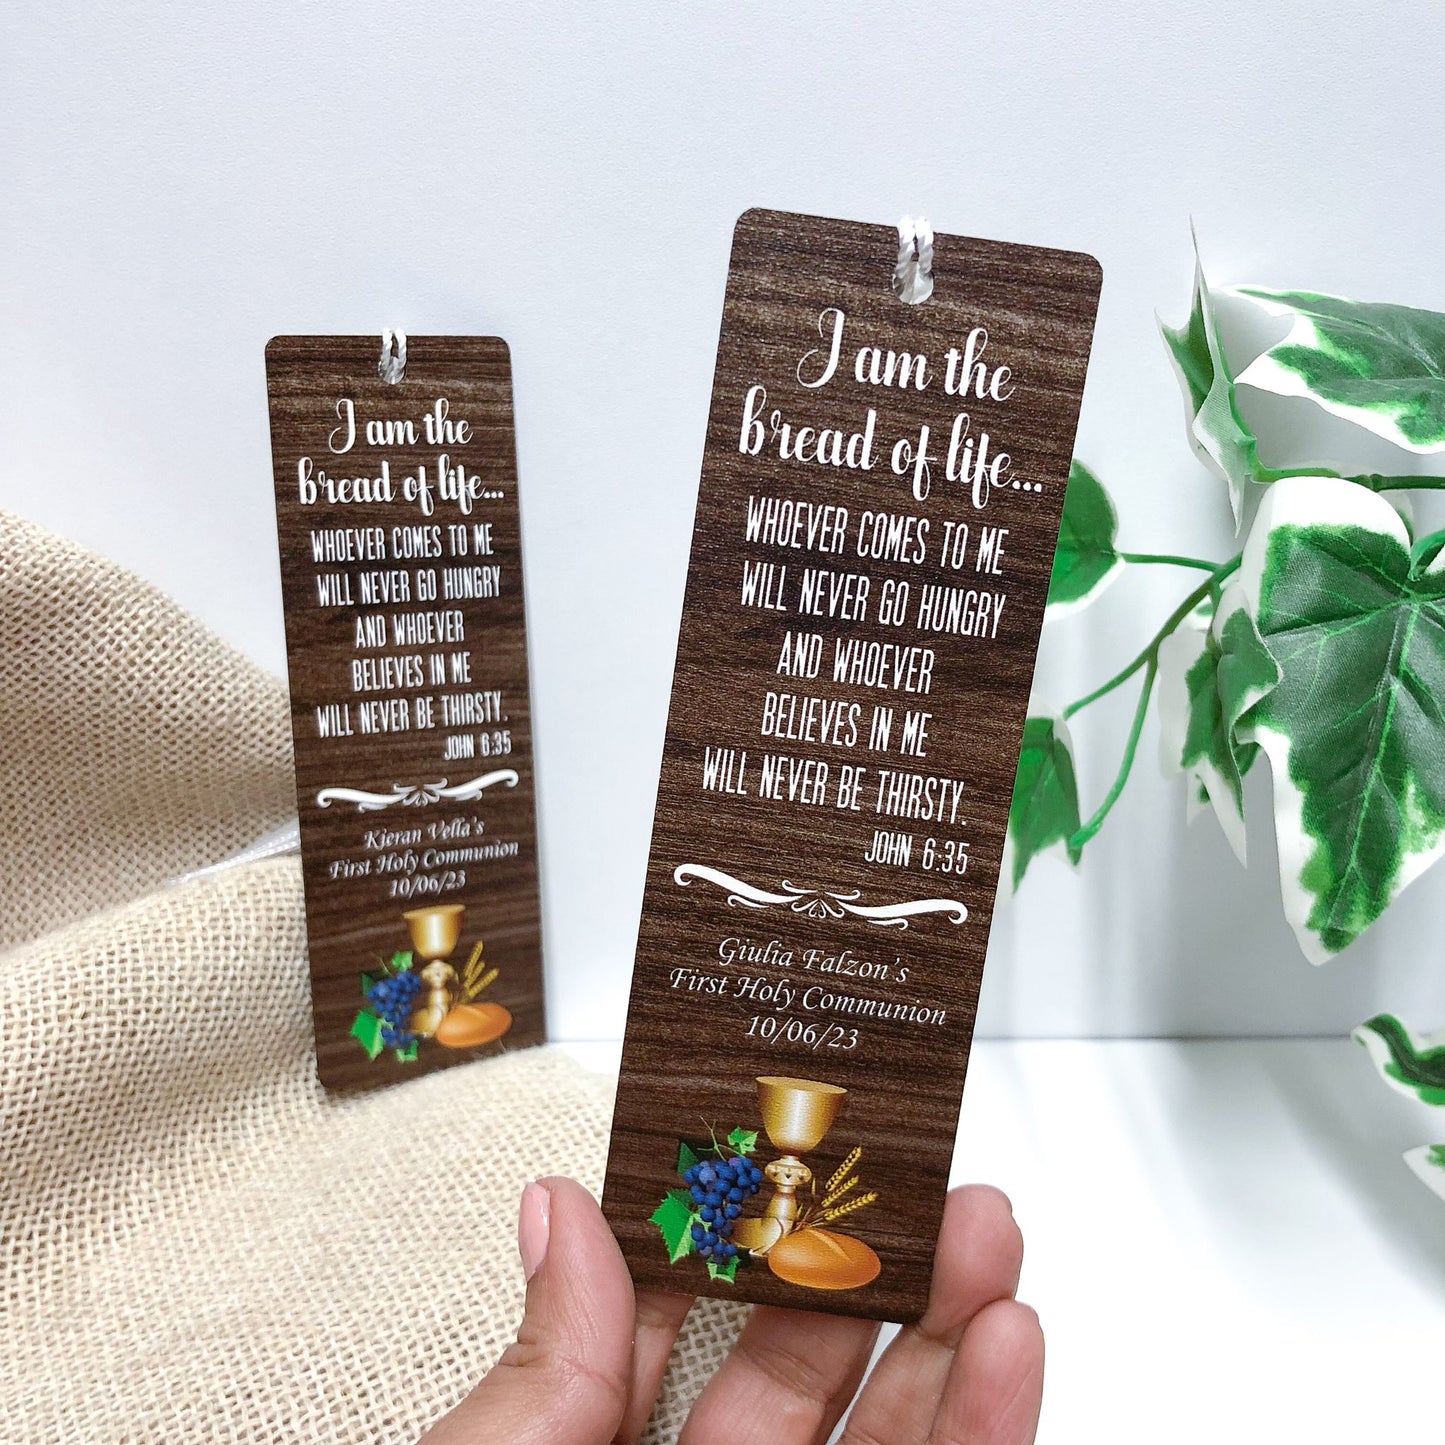 I am the
bread of life...
WHOEVER COMES TO ME
WILL NEVER GO HUNGRY
AND WHOEVER
BELIEVES IN ME
WILL NEVER BE THIRSTY.
JOHN 6:35
Kieran Vella's
First Holy Communion
10/06/23
I am the
bread of life...
WHOEVER COMES TO ME
WILL NEVER GO HUNGRY
AND WHOEVER
BELIEVES IN ME
WILL NEVER BE THIRSTY.
JOHN 6:35
Giulia Falzon's
First Holy Communion
10/06/23